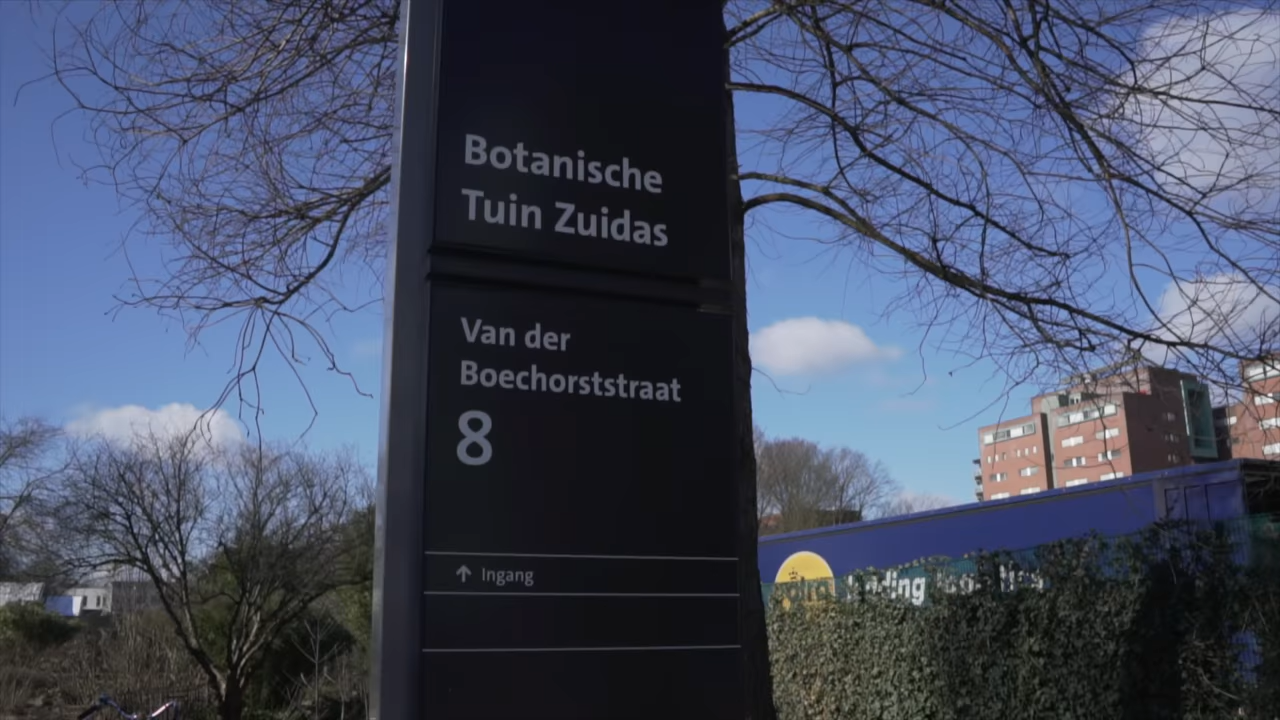 Botanische
Tuin Zuidas
Van der
Boechorststraat
8
↑ Ingang